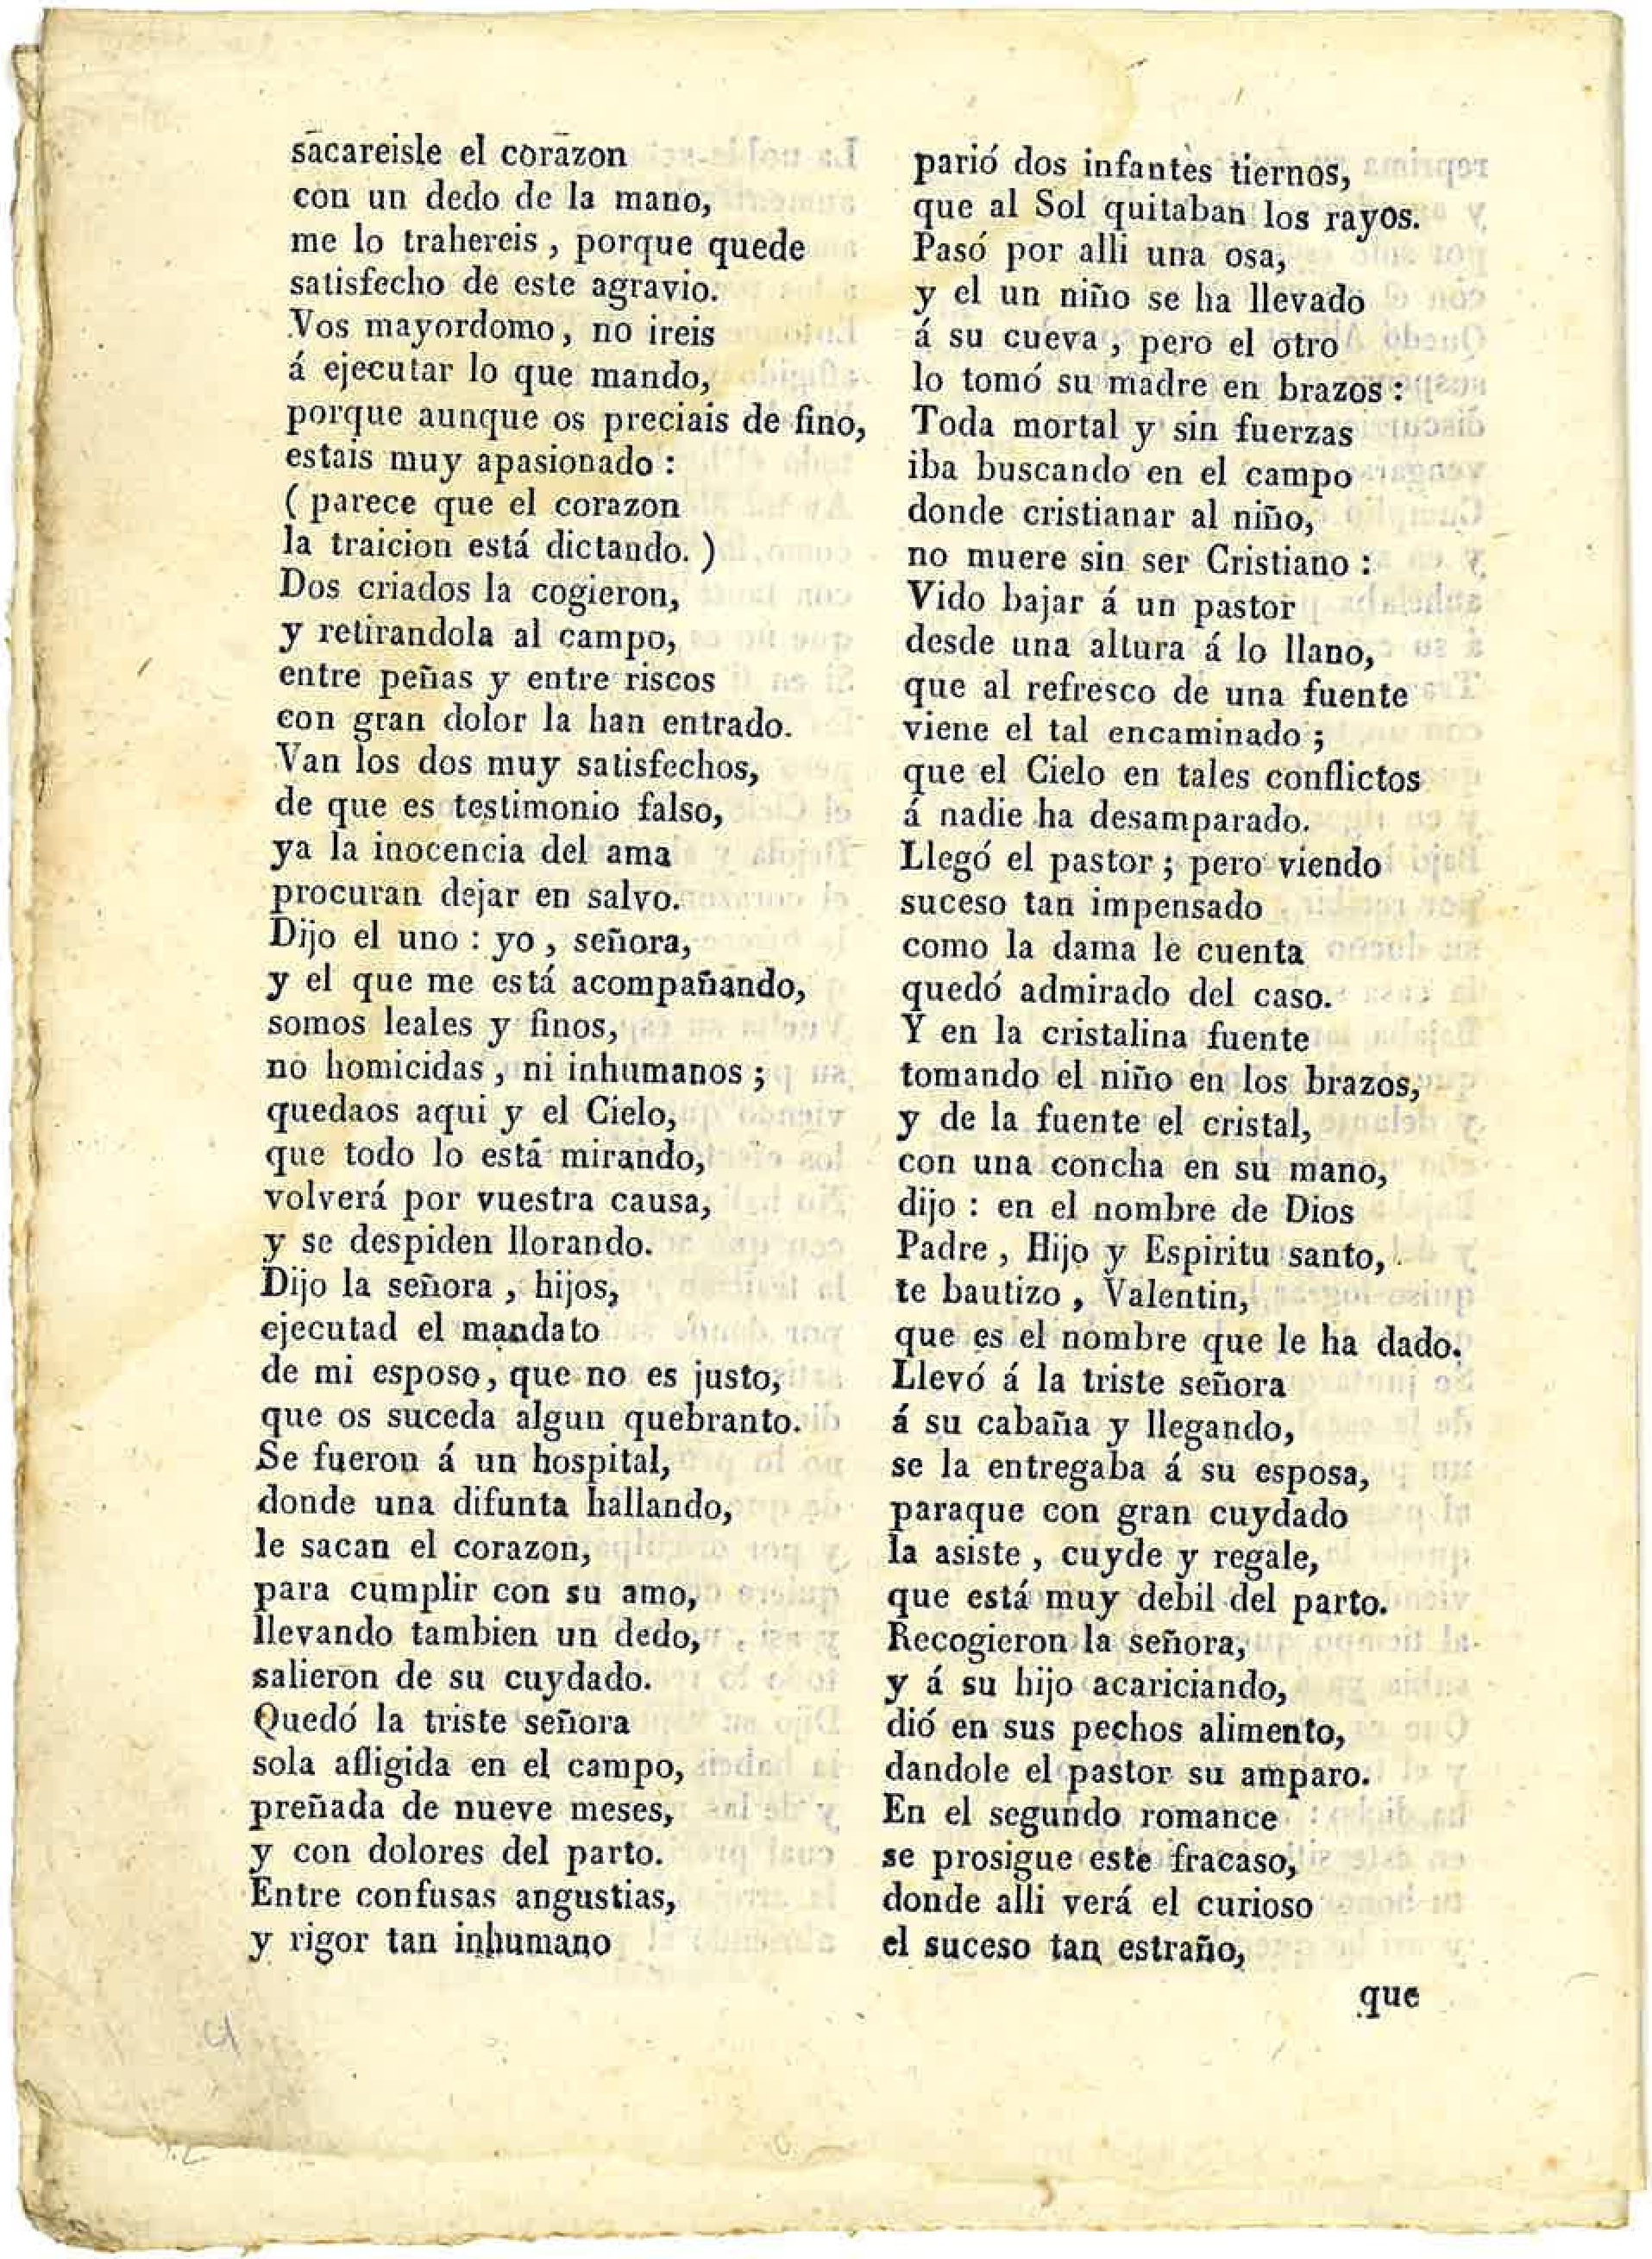 sacareisle el corazon
con un dedo de la mano,
me lo trahereis , porque quede
satisfecho de este agravio.
Vos mayordomo , no ireis
á ejecutar lo que mando,
porque aunque os preciais de fino,
estais muy apasionado :
( parece que el corazon
la traicion está dictando. )
Dos criados la cogieron,
y retirandola al campo,
entre peñas y entre riscos
con gran dolor la han entrado.
Van los dos muy satisfechos,
de que es testimonio falso,
ya la inocencia del ama
procuran dejar en salvo.
Dijo el uno : yo , señora,
y el que me está acompañando,
somos leales y finos,
no homicidas , ni inhumanos ;
quedaos aqui y el Cielo,
que todo lo está mirando,
volverá por vuestra causa,
y se despiden llorando.
Dijo la señora , hijos,
ejecutad el mandato
de mi esposo, que no es justo,
que os suceda algun quebranto.
Se fueron á un hospital,
donde una difunta hallando,
le sacan el corazon,
para cumplir con su amo,
llevando tambien un dedo,
salieron de su cuydado.
Quedó la triste señora
sola afligida en el campo,
preñada de nueve meses,
y con dolores del parto.
Entre confusas angustias,
y rigor tan inhumano
parió dos infantes tiernos,
que al Sol quitaban los rayos.
Pasó por alli una osa,
y el un niño se ha llevado
á su cueva , pero el otro
lo tomó su madre en brazos :
Toda mortal y sin fuerzas
iba buscando en el campo
donde cristianar al niño,
no muere sin ser Cristiano :
Vido bajar á un pastor
desde una altura á lo llano,
que al refresco de una fuente
viene el tal encaminado ;
que el Cielo en tales conflictos
á nadie ha desamparado.
Llegó el pastor ; pero viendo
suceso tan impensado
como la dama le cuenta
quedó admirado del caso.
Y en la cristalina fuente
tomando el niño en los brazos,
y de la fuente el cristal,
con una concha en su mano,
dijo : en el nombre de Dios
Padre , Hijo y Espiritu santo,
te bautizo , Valentin,
que es el nombre que le ha dado.
Llevó á la triste señora
á su cabaña y llegando,
se la entregaba á su esposa,
paraque con gran cuydado
la asiste , cuyde y regale,
que está muy debil del parto.
Recogieron la señora,
y á su hijo acariciando,
dió en sus pechos alimento,
dandole el pastor su amparo.
En el segundo romance
se prosigue este fracaso,
donde alli verá el curioso
el suceso tan estraño,
que